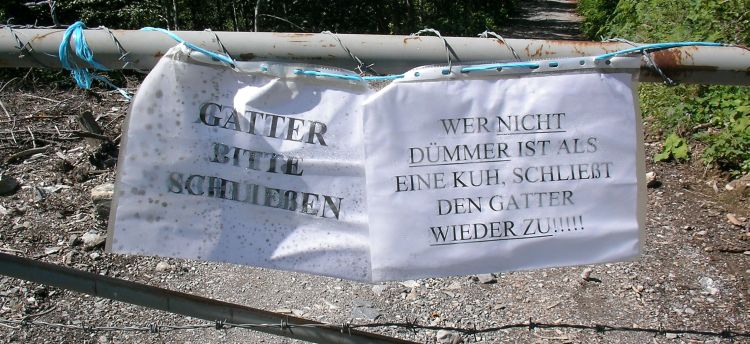 GATTER
BITTE
SCHLIEßEN
WER NICHT
DÜMMER IST ALS
EINE KUH, SCHLIEßT
DEN GATTER
WIEDER ZU!!!!!